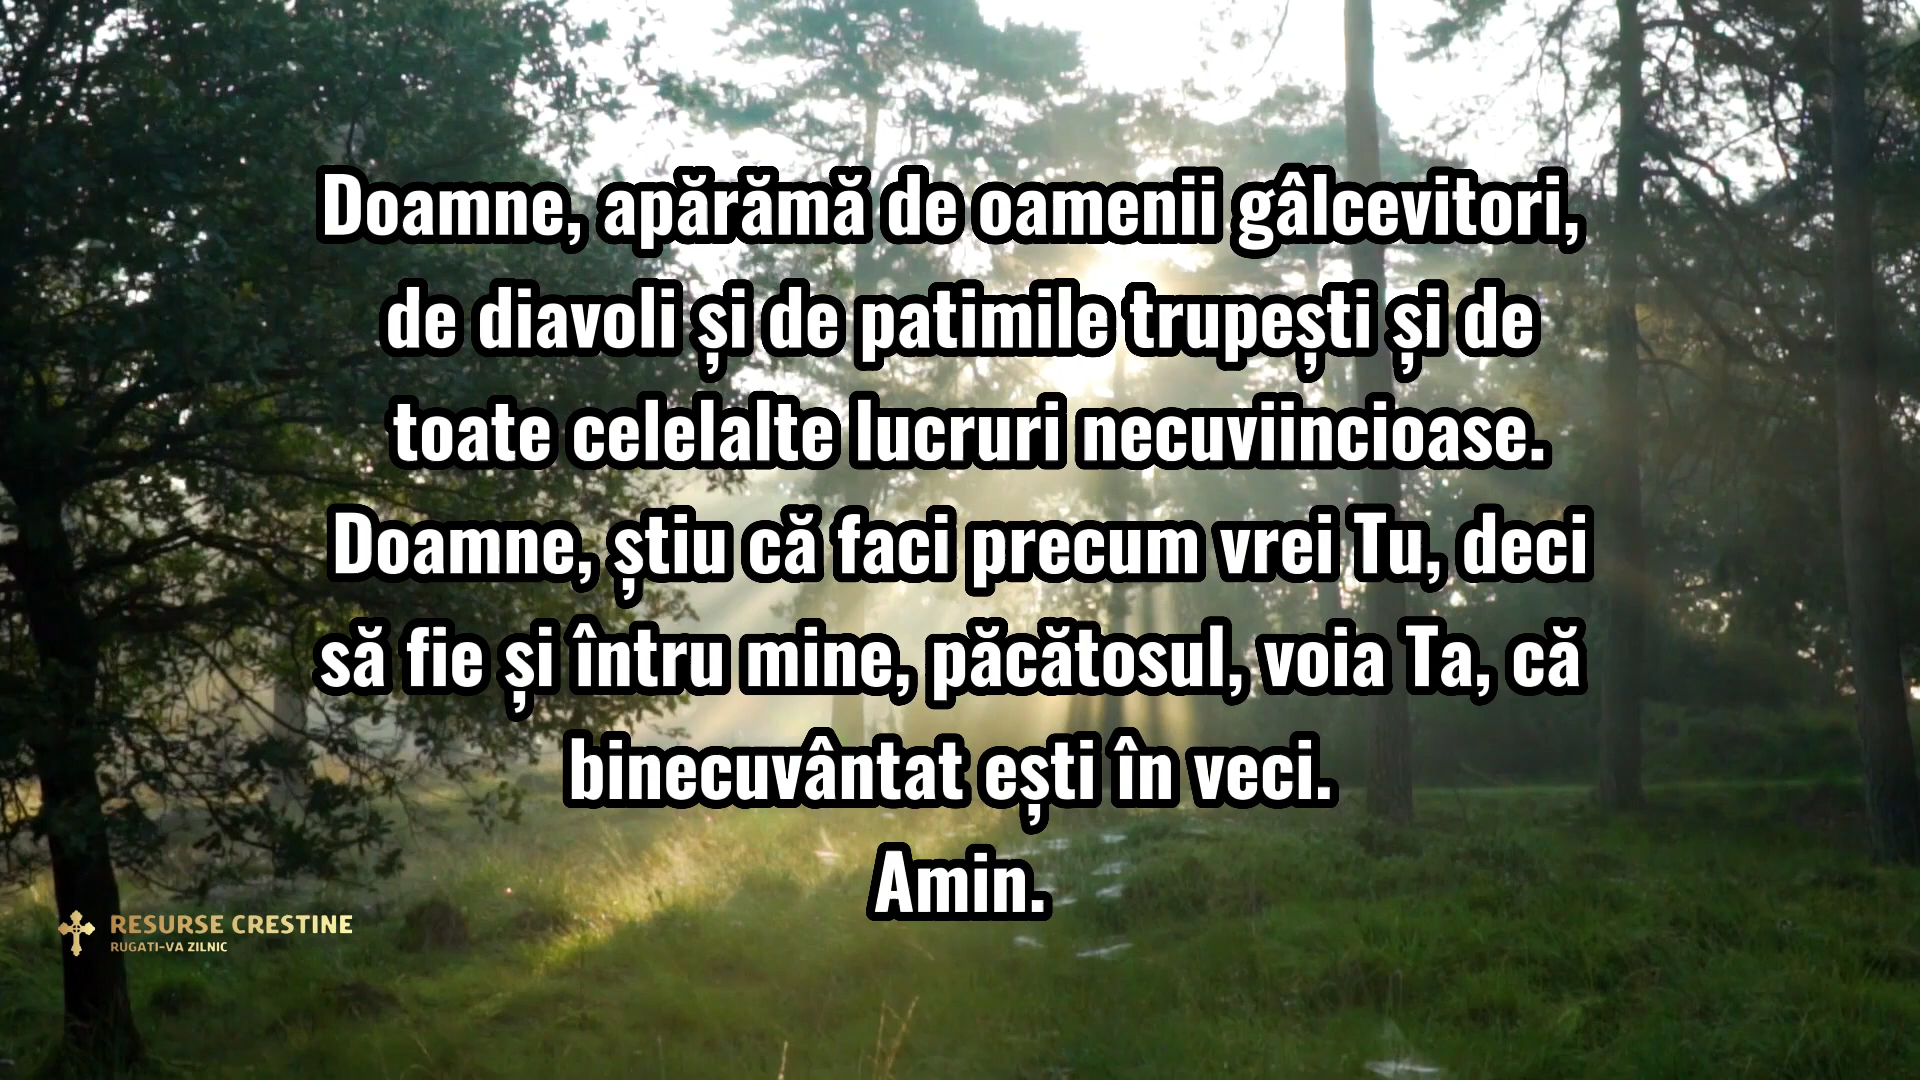 Doamne, apărămă de oamenii gâlcevitori,
de diavoli și de patimile trupești și de
toate celelalte lucruri necuviincioase.
Doamne, știu că faci precum vrei Tu, deci
să fie și întru mine, păcătosul, voia Ta, că
binecuvântat ești în veci.
Amin.
RESURSE CRESTINE
RUGATI-VA ZILNIC